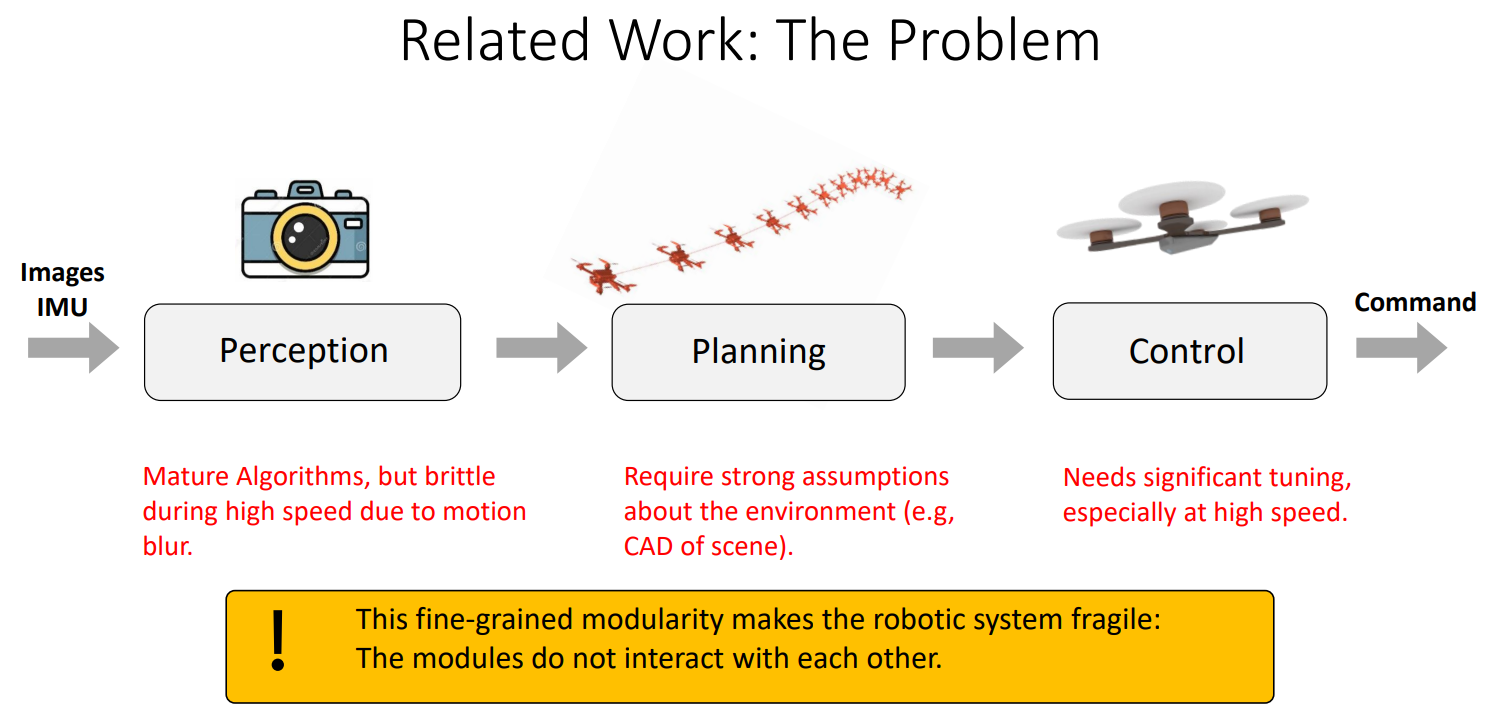 Related Work: The Problem
Images
IMU
Perception
Planning
Control
Command
Mature Algorithms, but brittle
during high speed due to motion
blur.
Require strong assumptions
about the environment (e.g,
CAD of scene).
Needs significant tuning,
especially at high speed.
!
This fine-grained modularity makes the robotic system fragile:
The modules do not interact with each other.